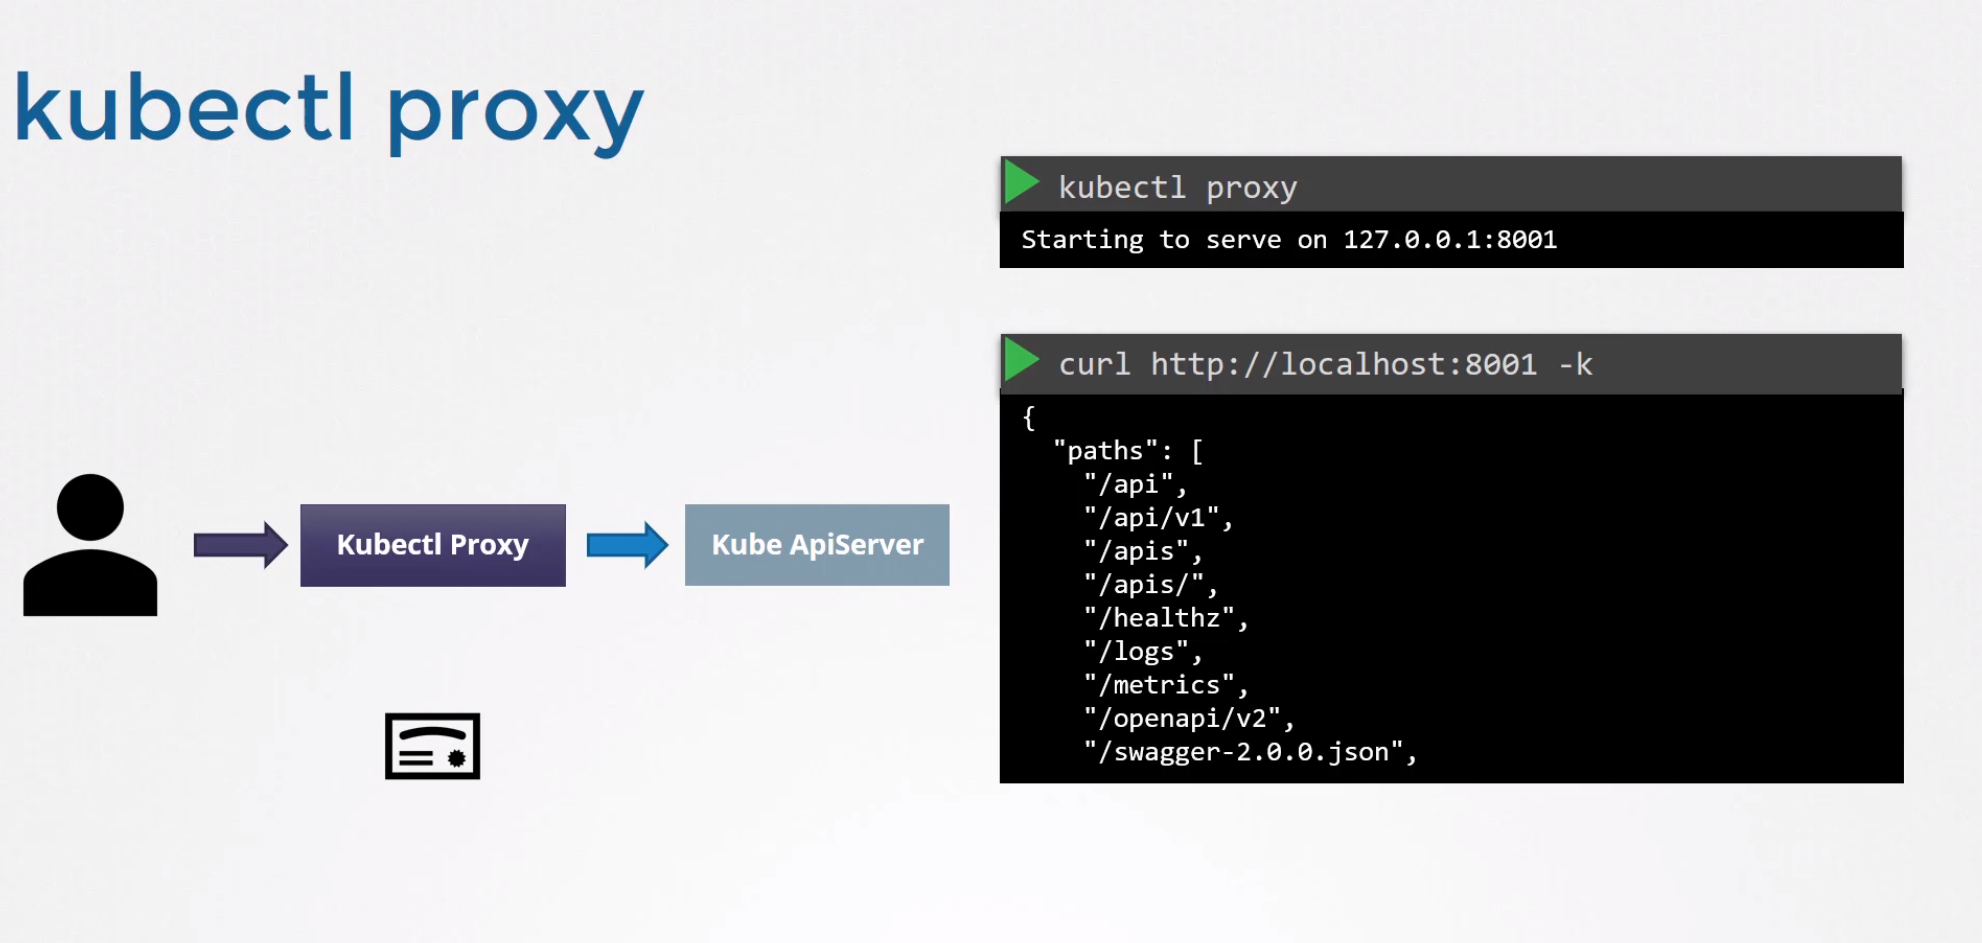 kubectl proxy
kubectl proxy
Starting to serve on 127.0.0.1:8001
curl http://localhost:8001 -k
{
"paths": [
"/api",
"/api/v1",
"/apis",
"/apis/",
"/healthz",
"/logs",
"/metrics",
"/openapi/v2",
"/swagger-2.0.0.json",
Kubectl Proxy
Kube ApiServer